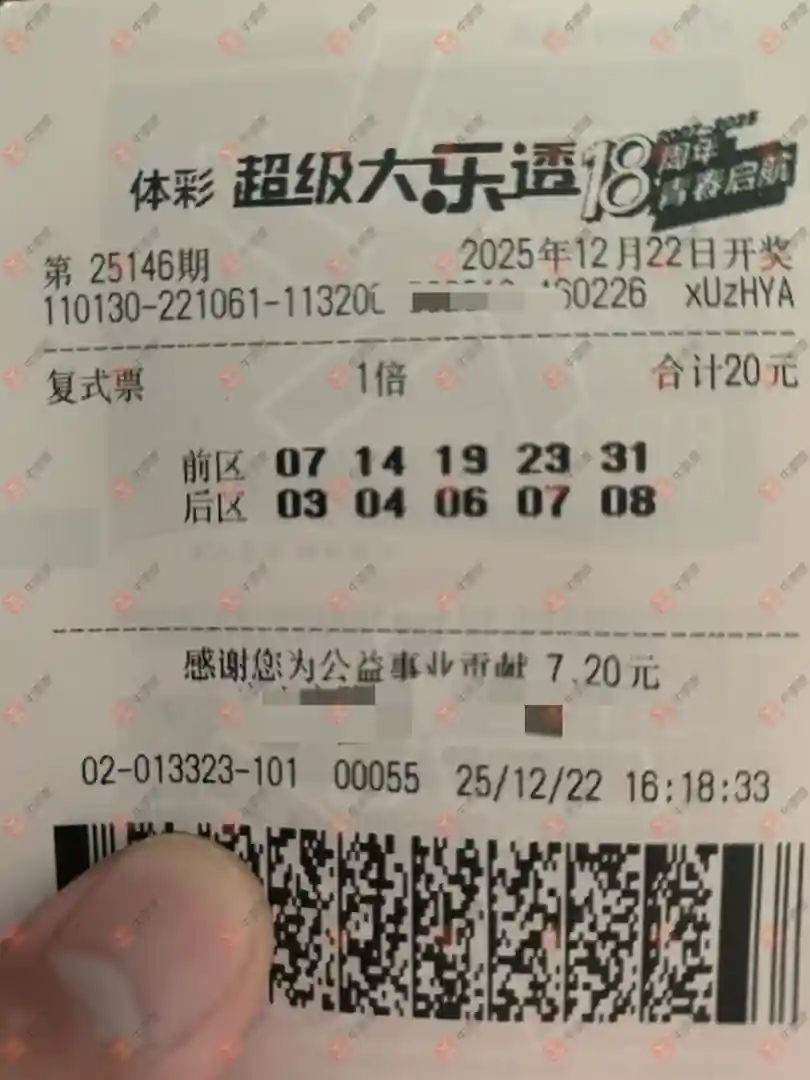 体彩 超级大乐透 18 周年 青春启航
第 25146期 2025年12月22日开奖
110130-221061-11320 60226 xUzHYA
复式票 1倍 合计20元
前区 07 14 19 23 31
后区 03 04 06 07 08
感谢您为公益事业贡献 7.20元
02-013323-101 00055 25/12/22 16:18:33